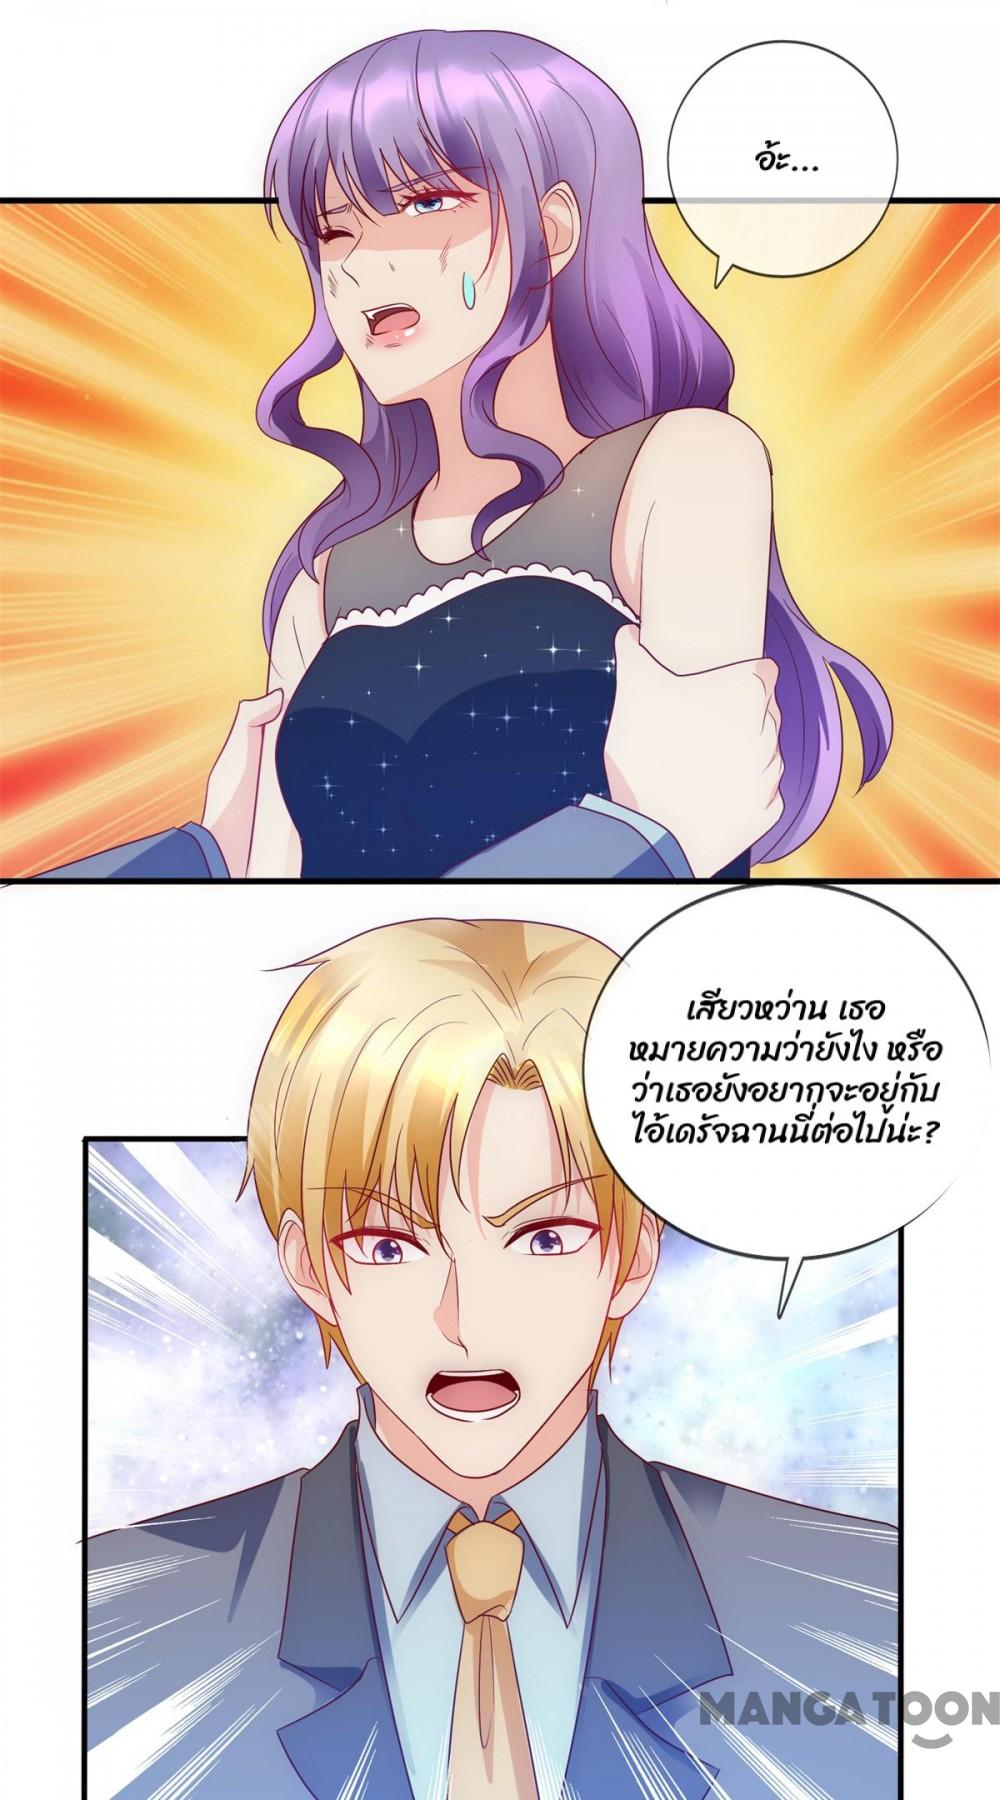 อ้ะ...
เสี่ยวหว่าน เธอ
หมายความว่ายังไง หรือ
ว่าเธอยังอยากจะอยู่กับ
ไอ้เดรัจฉานนี่ต่อไปน่ะ?
MANGATOON